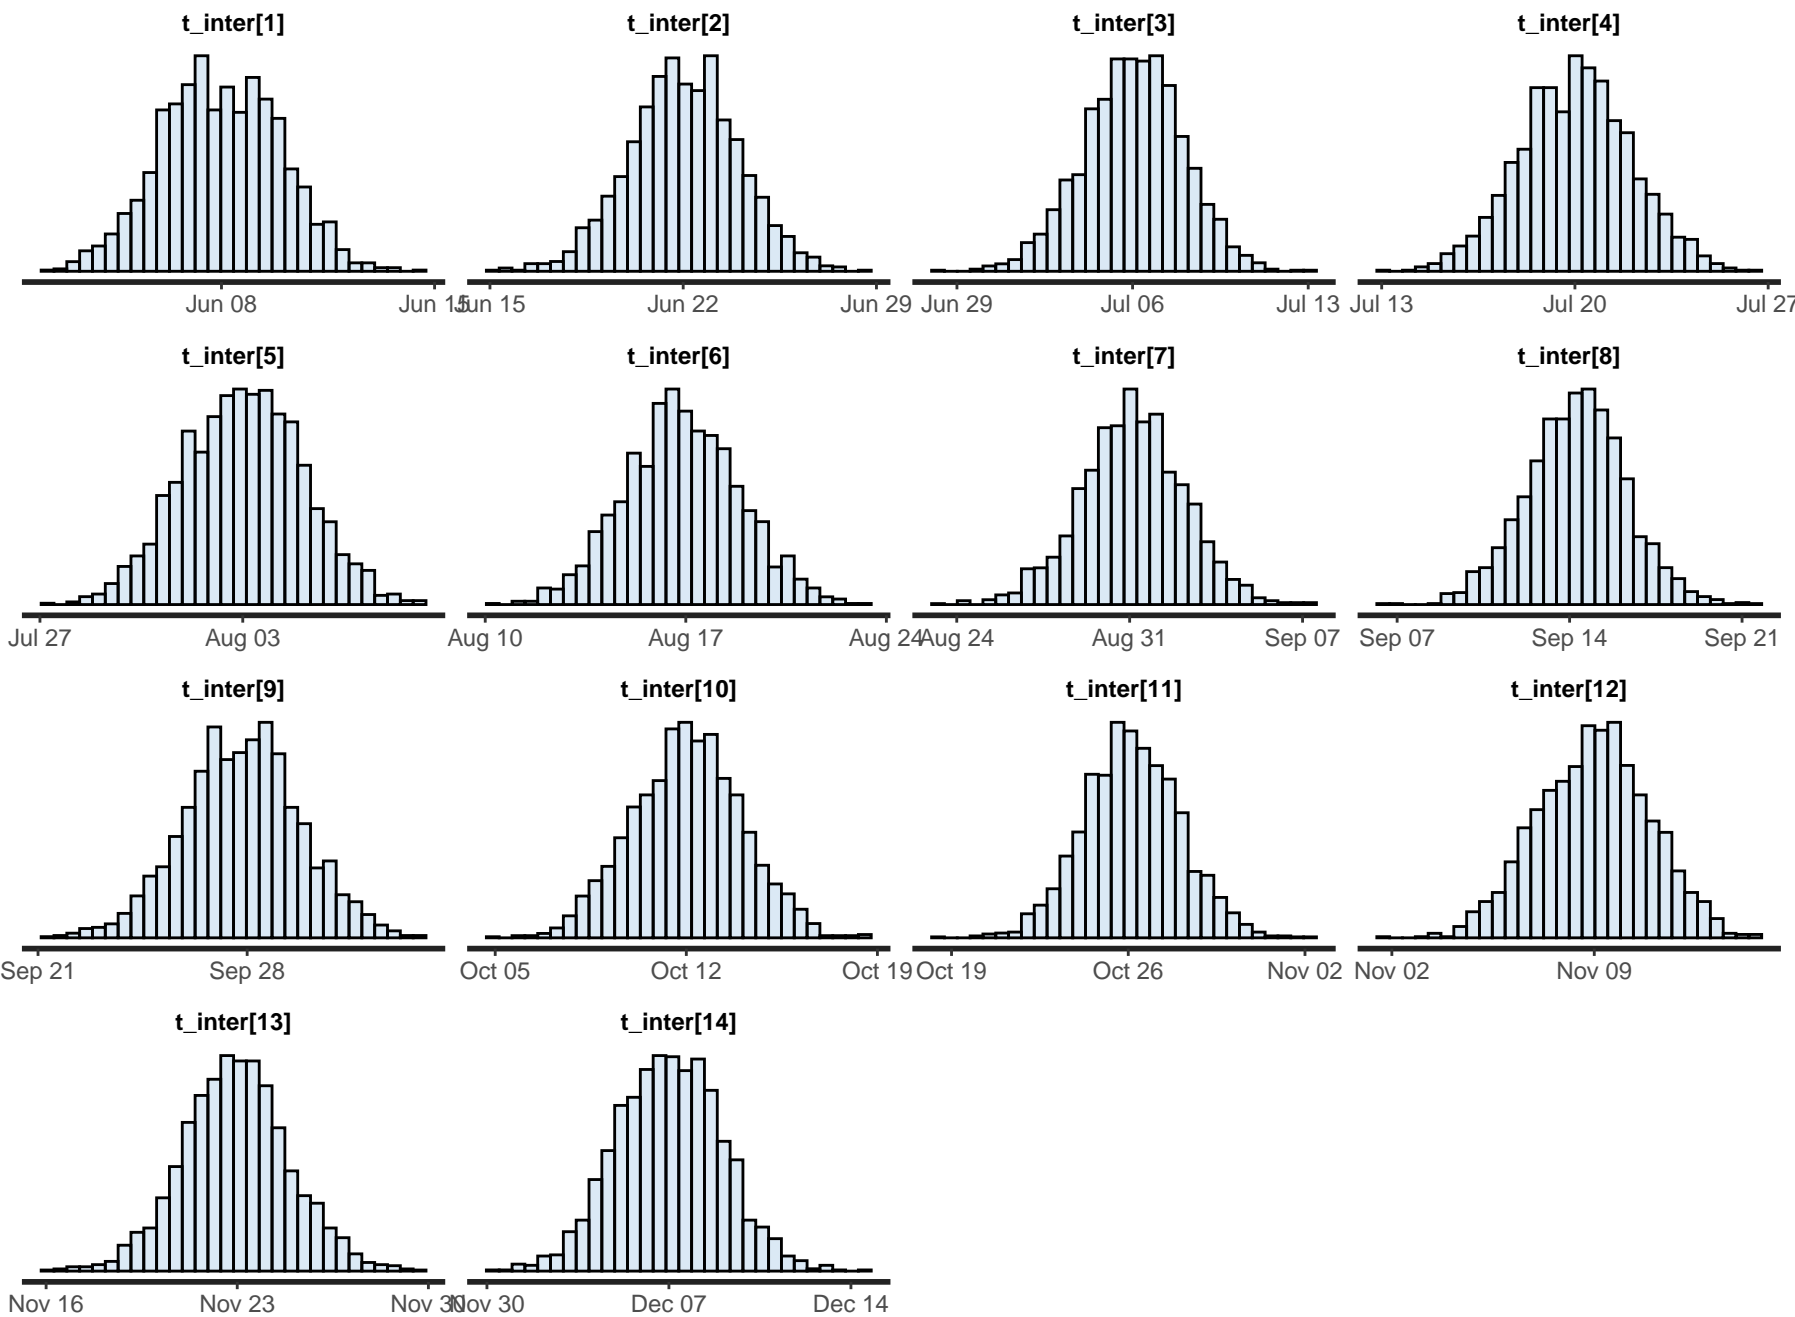 t_inter[1] t_inter[2] t_inter[3] t_inter[4]
Jun 08 Jun 15 Jun 15 Jun 22 Jun 29 Jun 29 Jul 06 Jul 13 Jul 13 Jul 20 Jul 27
t_inter[5] t_inter[6] t_inter[7] t_inter[8]
Jul 27 Aug 03 Aug 10 Aug 17 Aug 24 Aug 24 Aug 31 Sep 07 Sep 07 Sep 14 Sep 21
t_inter[9] t_inter[10] t_inter[11] t_inter[12]
Sep 21 Sep 28 Oct 05 Oct 12 Oct 19 Oct 19 Oct 26 Nov 02 Nov 02 Nov 09
t_inter[13] t_inter[14]
Nov 16 Nov 23 Nov 30 Nov 30 Dec 07 Dec 14